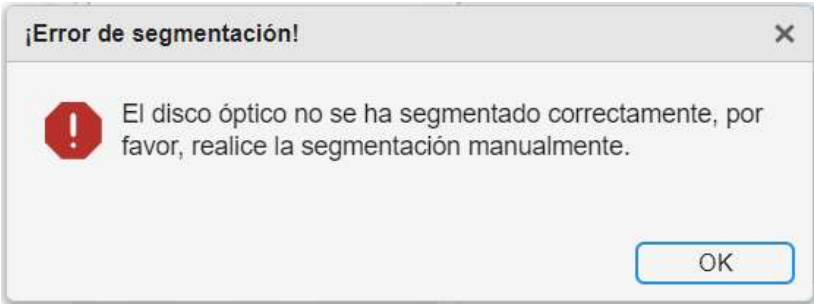 ¡Error de segmentación!
El disco óptico no se ha segmentado correctamente, por
favor, realice la segmentación manualmente.
OK